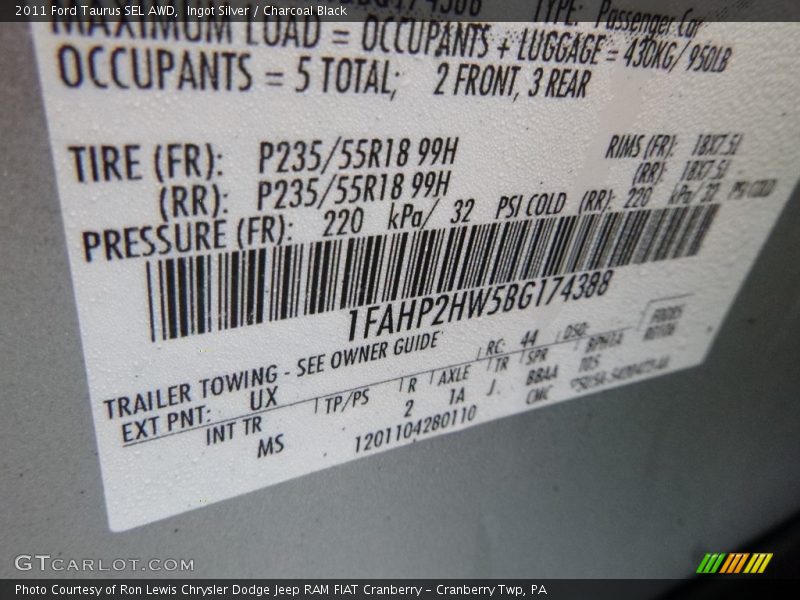 2011 Ford Taurus SEL AWD,  Ingot Silver / Charcoal Black
TYPE: Passenger Car
MAXIMUM LOAD = OCCUPANTS + LUGGAGE = 430KG/950LB
OCCUPANTS = 5 TOTAL; 2 FRONT, 3 REAR
TIRE (FR): P235/55R18 99H RIMS (FR): 18X7.5J
(RR): P235/55R18 99H (RR): 18X7.5J
PRESSURE (FR): 220 kPa/ 32 PSI COLD (RR): 220 kPa/ 32 PSI COLD
1FAHP2HW5BG174388
TRAILER TOWING - SEE OWNER GUIDE
EXT PNT: UX RC: 44 DSO:
INT TR TP/PS R AXLE TR SPR
MS 2 1A J. BBAA
1201104280110 CMC
GTCARLOT.COM
Photo Courtesy of Ron Lewis Chrysler Dodge Jeep RAM FIAT Cranberry – Cranberry Twp, PA